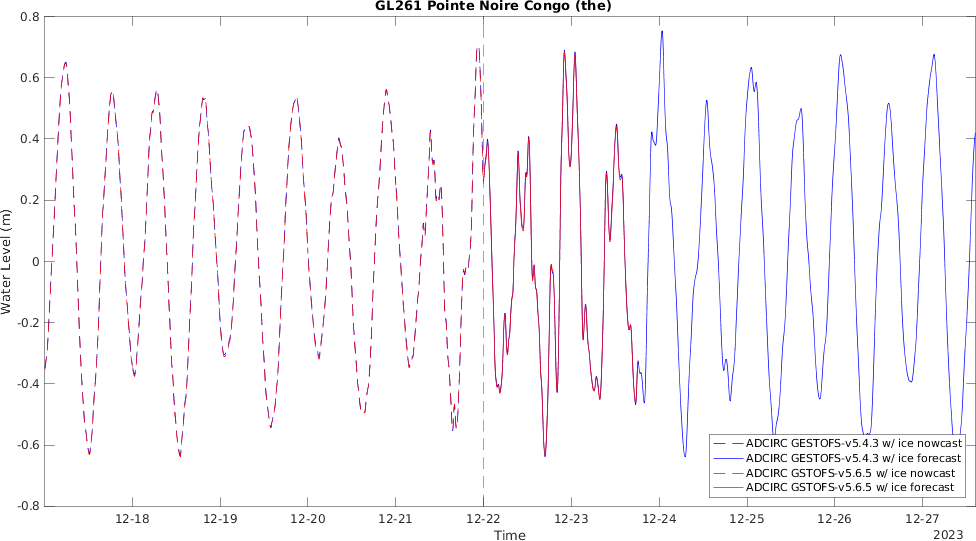 GL261 Pointe Noire Congo (the)
0.8
0.6
0.4
0.2
0
-0.2
-0.4
-0.6
-0.8
Water Level (m)
12-18
12-19
12-20
12-21
12-22
12-23
12-24
12-25
12-26
12-27
Time
2023
ADCIRC GESTOFS-v5.4.3 w/ ice nowcast
ADCIRC GESTOFS-v5.4.3 w/ ice forecast
ADCIRC GSTOFS-v5.6.5 w/ ice nowcast
ADCIRC GSTOFS-v5.6.5 w/ ice forecast